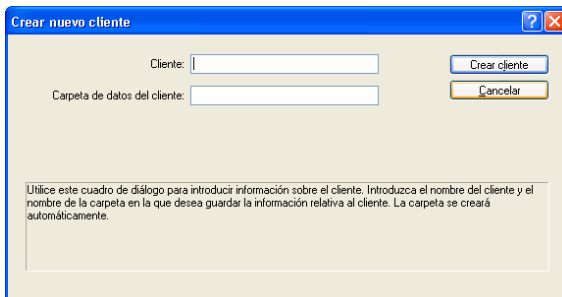 Crear nuevo cliente
Cliente:
Crear cliente
Carpeta de datos del cliente:
Cancelar
Utilice este cuadro de diálogo para introducir información sobre el cliente. Introduzca el nombre del cliente y el
nombre de la carpeta en la que desea guardar la información relativa al cliente. La carpeta se creará
automáticamente.